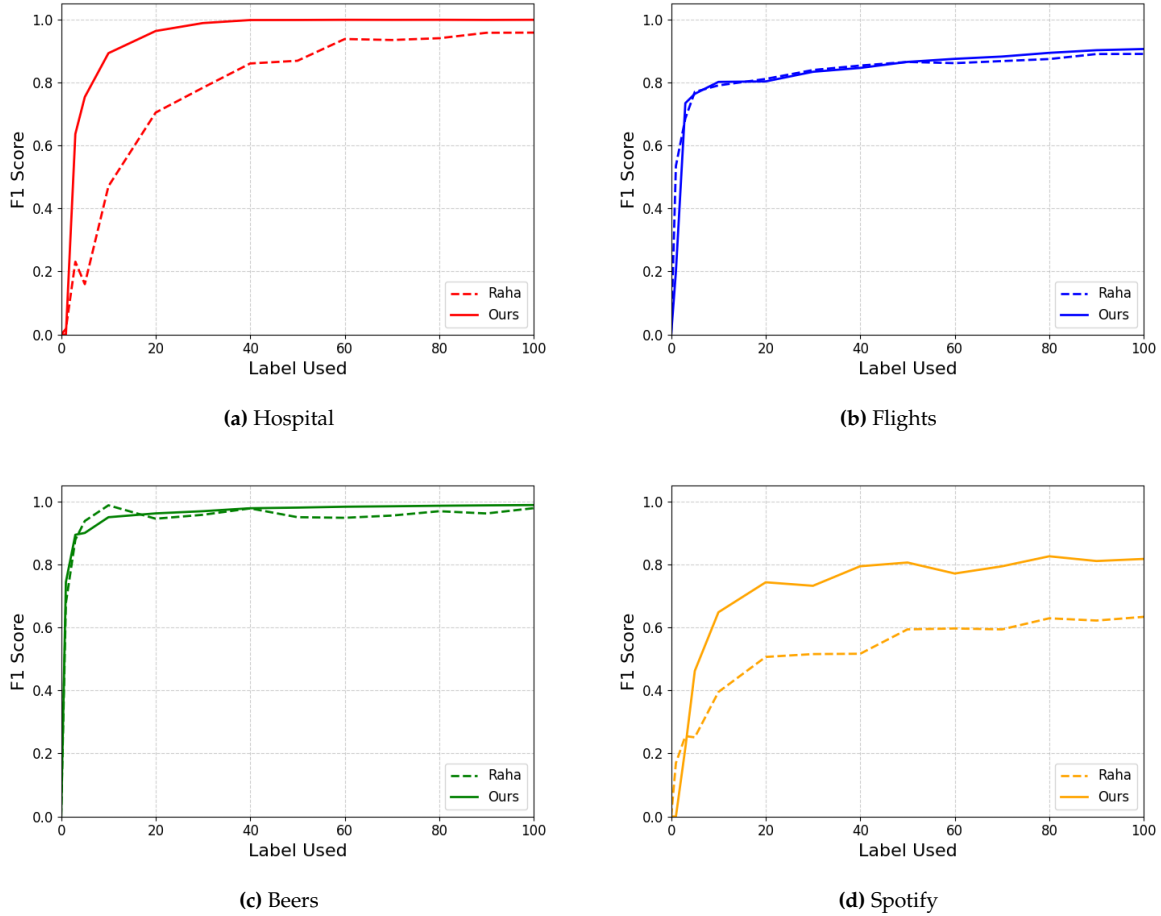 1.0
0.8
0.6
0.4
0.2
0.0
F1 Score
0 20 40 60 80 100
Label Used
Raha
Ours
(a) Hospital
1.0
0.8
0.6
0.4
0.2
0.0
F1 Score
0 20 40 60 80 100
Label Used
Raha
Ours
(b) Flights
1.0
0.8
0.6
0.4
0.2
0.0
F1 Score
0 20 40 60 80 100
Label Used
Raha
Ours
(c) Beers
1.0
0.8
0.6
0.4
0.2
0.0
F1 Score
0 20 40 60 80 100
Label Used
Raha
Ours
(d) Spotify